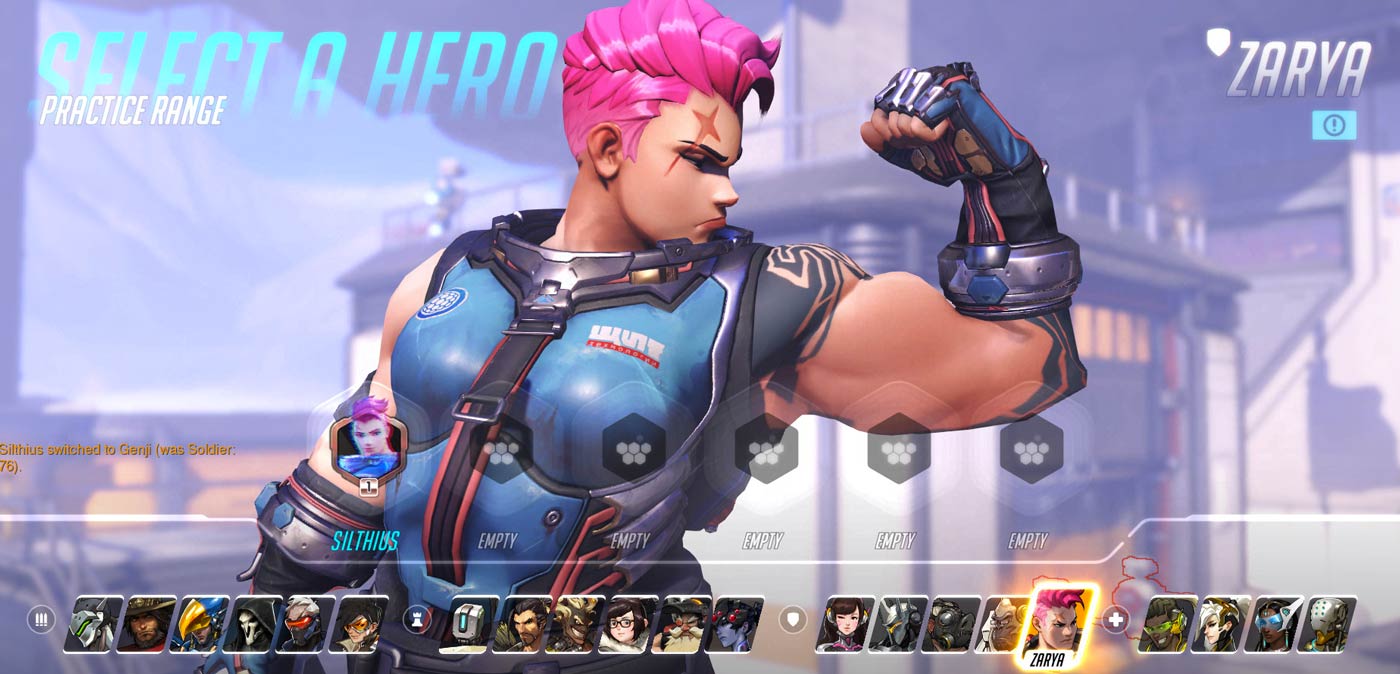 SELECT A HERO
PRACTICE RANGE
ZARYA
Silthius switched to Genji (was Soldier:
76).
1
SILTHIUS
EMPTY
EMPTY
EMPTY
EMPTY
EMPTY
ZARYA